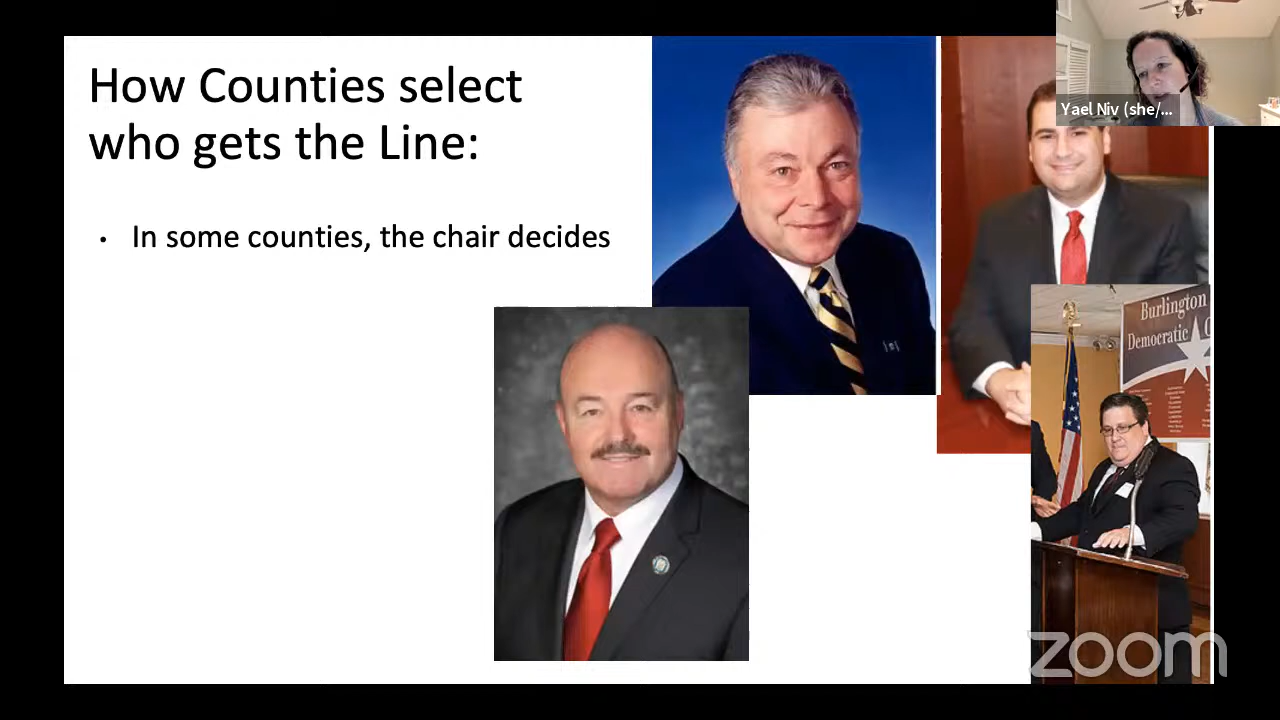 How Counties select
who gets the Line:
• In some counties, the chair decides
Yael Niv (she/...
Burlington
Democratic
zoom